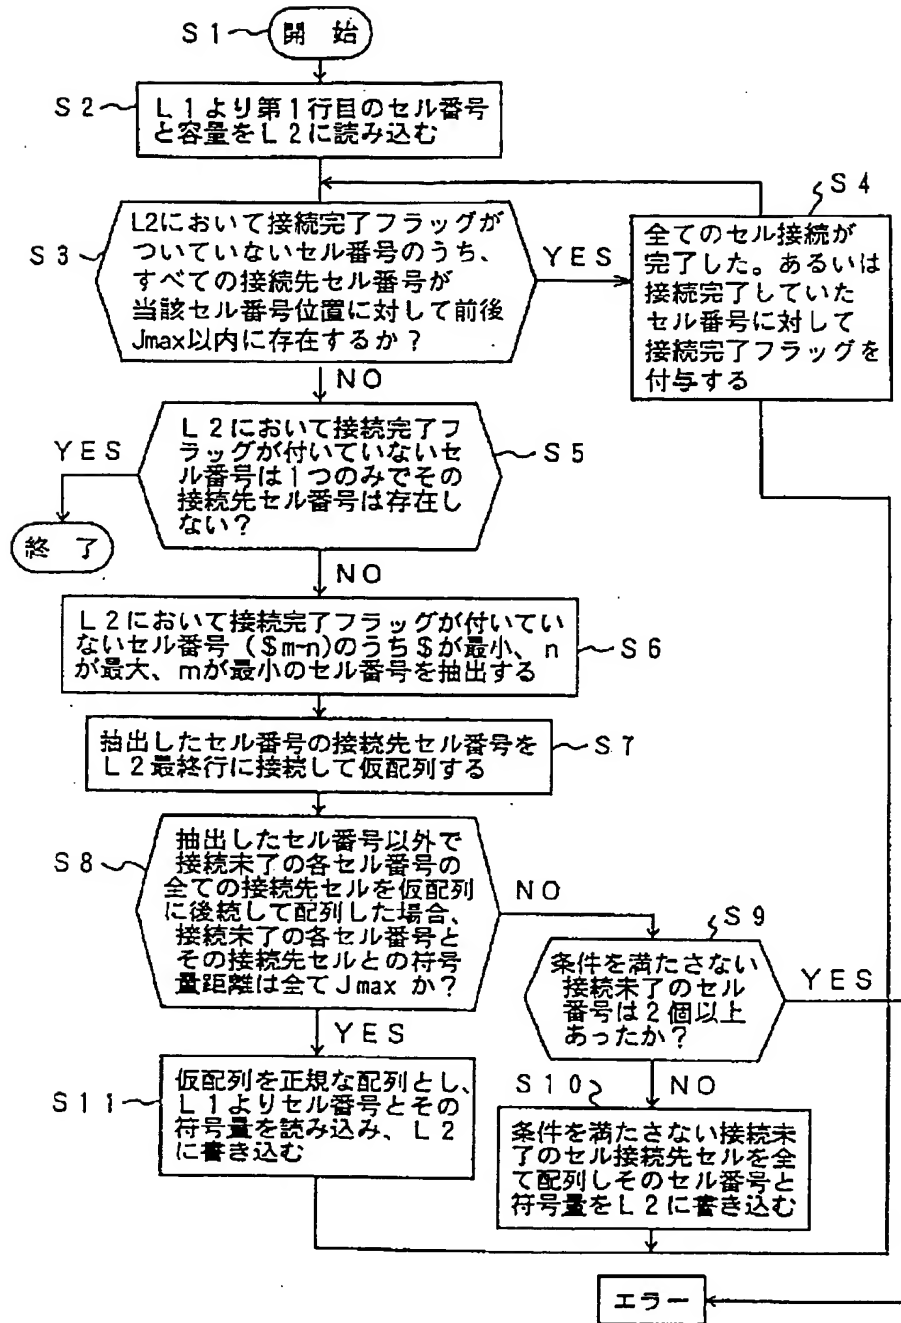 S1
開 始
S2
L1より第1行目のセル番号
と容量をL2に読み込む
S3
L2において接続完了フラッグが
ついていないセル番号のうち、
すべての接続先セル番号が
当該セル番号位置に対して前後
Jmax以内に存在するか？
YES
S4
全てのセル接続が
完了した。あるいは
接続完了していた
セル番号に対して
接続完了フラッグを
付与する
NO
YES
L2において接続完了フ
ラッグが付いていないセ
ル番号は1つのみでその
接続先セル番号は存在し
ない？
S5
終 了
NO
L2において接続完了フラッグが付いてい
ないセル番号（$m-n)のうち$が最小、n
が最大、mが最小のセル番号を抽出する
S6
抽出したセル番号の接続先セル番号を
L2最終行に接続して仮配列する
S7
S8
抽出したセル番号以外で
接続未了の各セル番号の
全ての接続先セルを仮配列
に後続して配列した場合、
接続未了の各セル番号と
その接続先セルとの符号
量距離は全てJmaxか？
NO
S9
条件を満たさない
接続未了のセル
番号は2個以上
あったか？
YES
YES
S11
仮配列を正規な配列とし、
L1よりセル番号とその
符号量を読み込み、L2
に書き込む
S10
NO
条件を満たさない接続未
了のセル接続先セルを全
て配列しそのセル番号と
符号量をL2に書き込む
エラー